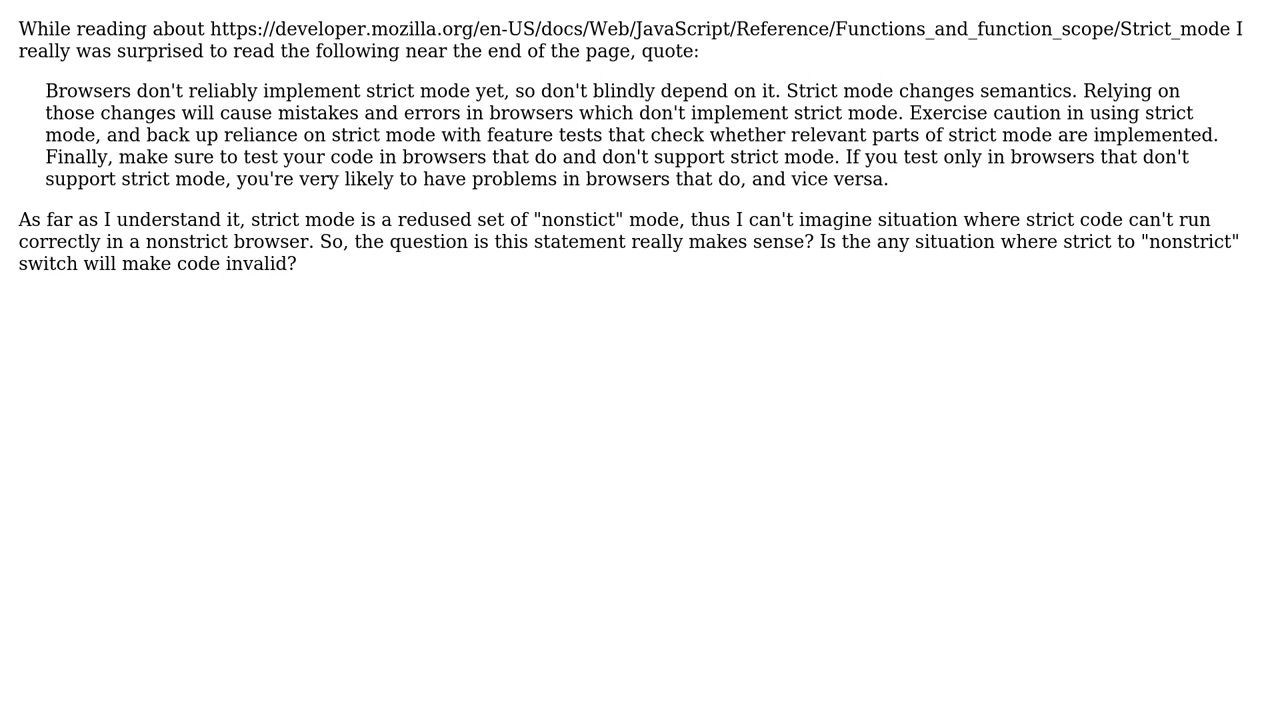 While reading about https://developer.mozilla.org/en-US/docs/Web/JavaScript/Reference/Functions_and_function_scope/Strict_mode I
really was surprised to read the following near the end of the page, quote:
Browsers don't reliably implement strict mode yet, so don't blindly depend on it. Strict mode changes semantics. Relying on
those changes will cause mistakes and errors in browsers which don't implement strict mode. Exercise caution in using strict
mode, and back up reliance on strict mode with feature tests that check whether relevant parts of strict mode are implemented.
Finally, make sure to test your code in browsers that do and don't support strict mode. If you test only in browsers that don't
support strict mode, you're very likely to have problems in browsers that do, and vice versa.
As far as I understand it, strict mode is a redused set of "nonstict" mode, thus I can't imagine situation where strict code can't run
correctly in a nonstrict browser. So, the question is this statement really makes sense? Is the any situation where strict to "nonstrict"
switch will make code invalid?